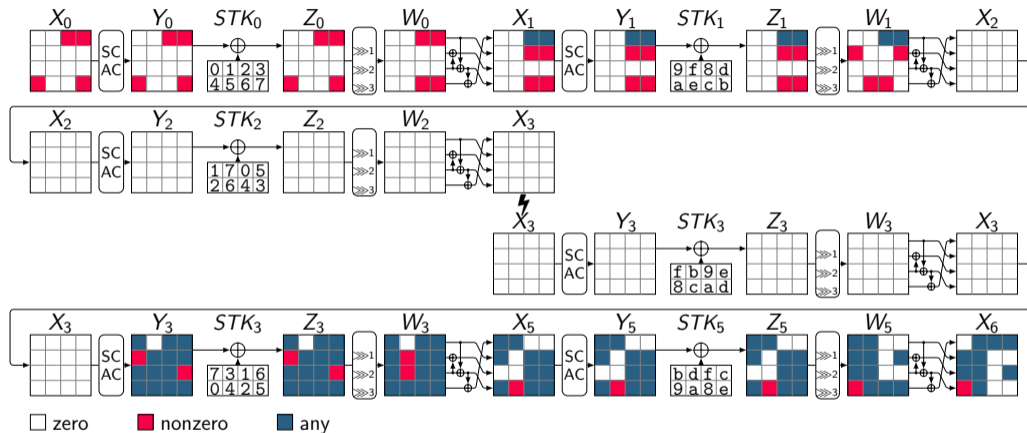 X₀ Y₀ STK₀ Z₀ W₀ X₁ Y₁ STK₁ Z₁ W₁ X₂
SC AC ⊕ ⋙1 ⊕ SC AC ⊕ ⋙1 ⊕
0 1 2 3 ⋙2 ⊕ 9 f 8 d ⋙2 ⊕
4 5 6 7 ⋙3 ⊕ a e c b ⋙3 ⊕
X₂ Y₂ STK₂ Z₂ W₂ X₃
SC AC ⊕ ⋙1 ⊕
1 7 0 5 ⋙2 ⊕
2 6 4 3 ⋙3 ⊕
X₃ Y₃ STK₃ Z₃ W₃ X₃
SC AC ⊕ ⋙1 ⊕
f b 9 e ⋙2 ⊕
8 c a d ⋙3 ⊕
X₃ Y₃ STK₃ Z₃ W₃ X₅ Y₅ STK₅ Z₅ W₅ X₆
SC AC ⊕ ⋙1 ⊕ SC AC ⊕ ⋙1 ⊕
7 3 1 6 ⋙2 ⊕ b d f c ⋙2 ⊕
0 4 2 5 ⋙3 ⊕ 9 a 8 e ⋙3 ⊕
zero nonzero any